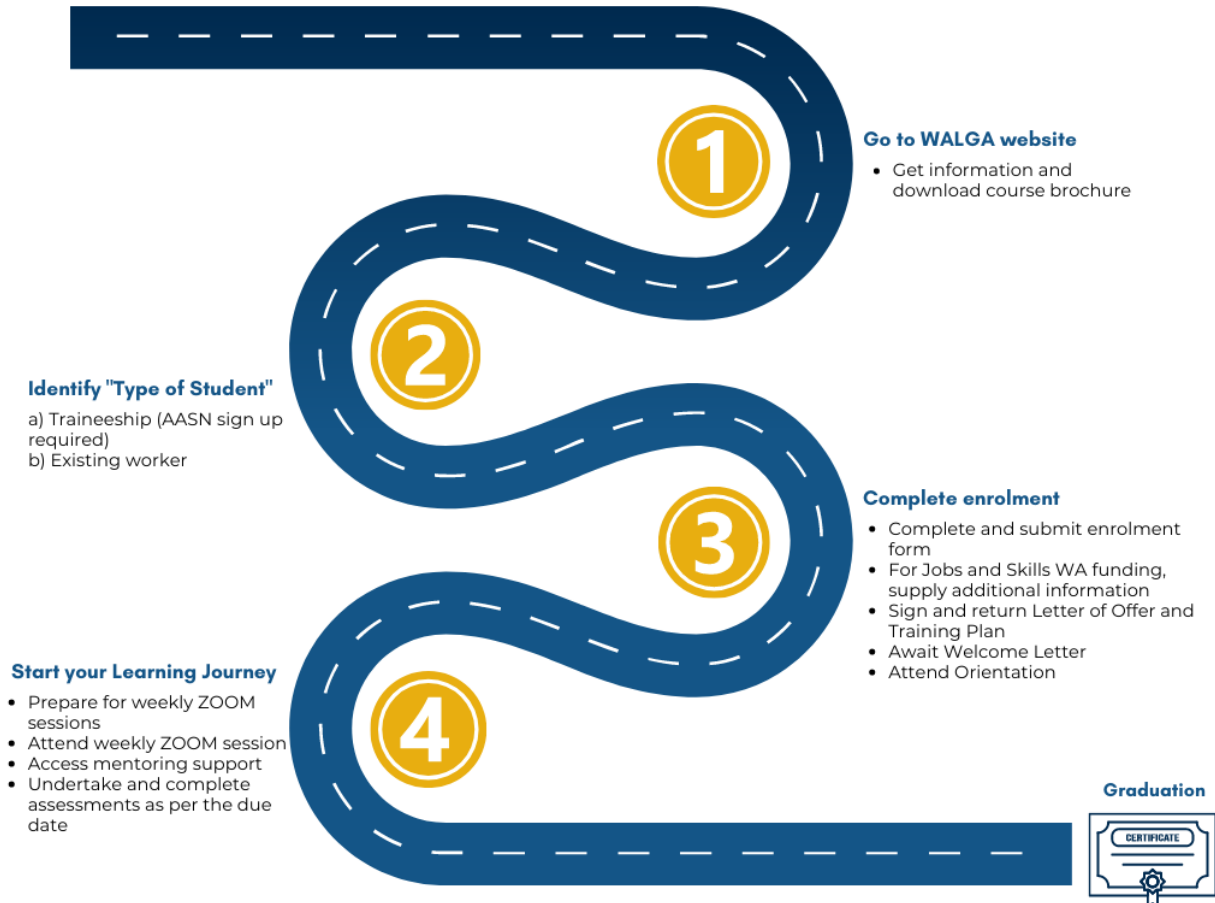 1
Go to WALGA website
• Get information and
download course brochure
2
Identify "Type of Student"
a) Traineeship (AASN sign up
required)
b) Existing worker
3
Complete enrolment
• Complete and submit enrolment
form
• For Jobs and Skills WA funding,
supply additional information
• Sign and return Letter of Offer and
Training Plan
• Await Welcome Letter
• Attend Orientation
4
Start your Learning Journey
• Prepare for weekly ZOOM
sessions
• Attend weekly ZOOM session
• Access mentoring support
• Undertake and complete
assessments as per the due
date
Graduation
CERTIFICATE